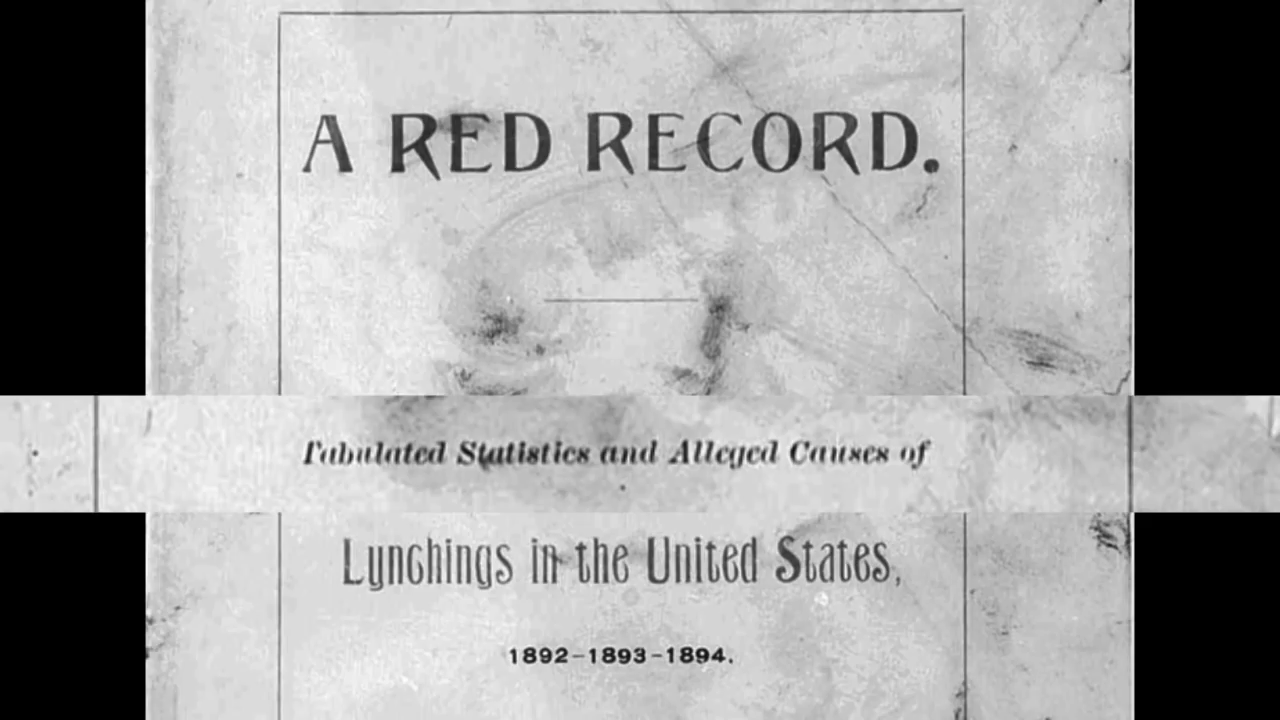 A RED RECORD.
Tabulated Statistics and Alleged Causes of
Lynchings in the United States,
1892-1893-1894.